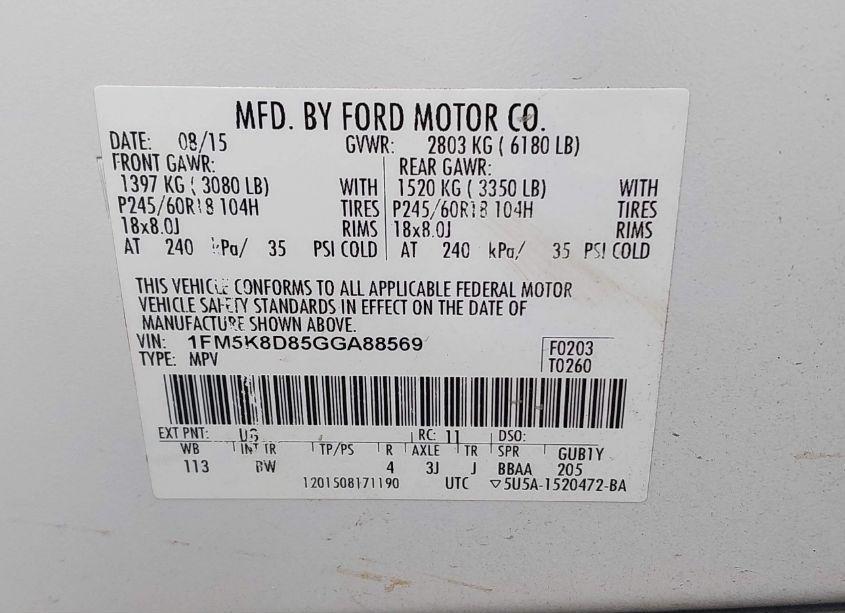 MFD. BY FORD MOTOR CO.
DATE: 08/15 GVWR: 2803 KG ( 6180 LB)
FRONT GAWR: REAR GAWR:
1397 KG ( 3080 LB) WITH 1520 KG ( 3350 LB) WITH
P245/60R18 104H TIRES P245/60R18 104H TIRES
18x8.0J RIMS 18x8.0J RIMS
AT 240 kPa/ 35 PSI COLD AT 240 kPa/ 35 PSI COLD
THIS VEHICLE CONFORMS TO ALL APPLICABLE FEDERAL MOTOR
VEHICLE SAFETY STANDARDS IN EFFECT ON THE DATE OF
MANUFACTURE SHOWN ABOVE.
VIN: 1FM5K8D85GGA88569 F0203
TYPE: MPV T0260
EXT PNT: UG RC: 11 DSO:
WB INT TR TP/PS R AXLE TR SPR GUB1Y
113 BW 4 3J J BBAA 205
1201508171190 UTC ▽5U5A-1520472-BA